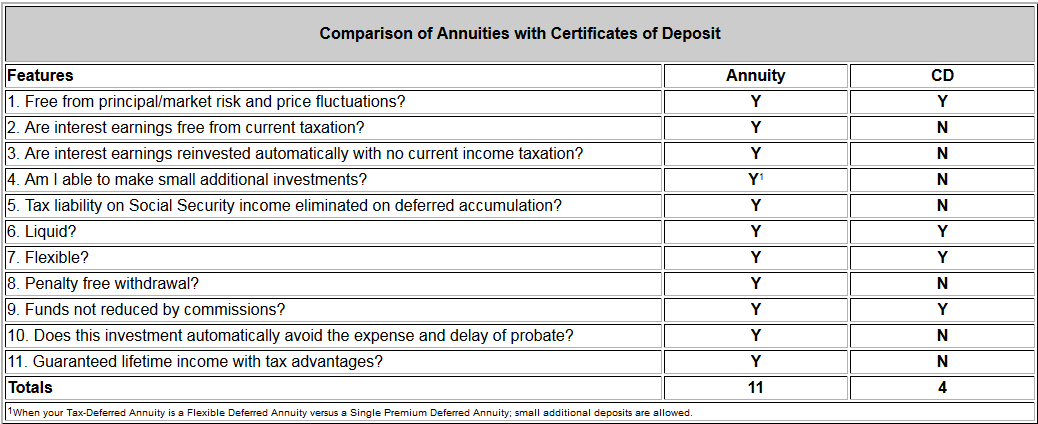 Comparison of Annuities with Certificates of Deposit
Features Annuity CD
1. Free from principal/market risk and price fluctuations? Y Y
2. Are interest earnings free from current taxation? Y N
3. Are interest earnings reinvested automatically with no current income taxation? Y N
4. Am I able to make small additional investments? Y¹ N
5. Tax liability on Social Security income eliminated on deferred accumulation? Y N
6. Liquid? Y Y
7. Flexible? Y Y
8. Penalty free withdrawal? Y N
9. Funds not reduced by commissions? Y Y
10. Does this investment automatically avoid the expense and delay of probate? Y N
11. Guaranteed lifetime income with tax advantages? Y N
Totals 11 4
¹When your Tax-Deferred Annuity is a Flexible Deferred Annuity versus a Single Premium Deferred Annuity; small additional deposits are allowed.